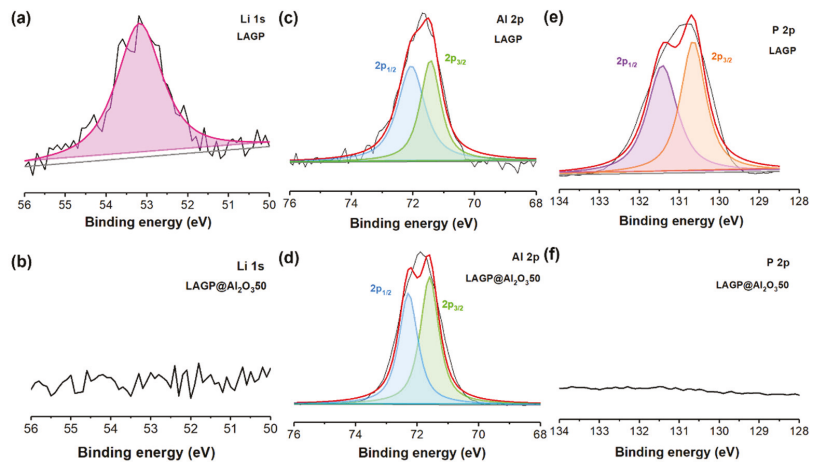 (a)
Li 1s
LAGP
56 55 54 53 52 51 50
Binding energy (eV)
(c)
Al 2p
LAGP
2p1/2
2p3/2
76 74 72 70 68
Binding energy (eV)
(e)
P 2p
LAGP
2p1/2
2p3/2
134 133 132 131 130 129 128
Binding energy (eV)
(b)
Li 1s
LAGP@Al2O350
56 55 54 53 52 51 50
Binding energy (eV)
(d)
Al 2p
LAGP@Al2O350
2p1/2
2p3/2
76 74 72 70 68
Binding energy (eV)
(f)
P 2p
LAGP@Al2O350
134 133 132 131 130 129 128
Binding energy (eV)